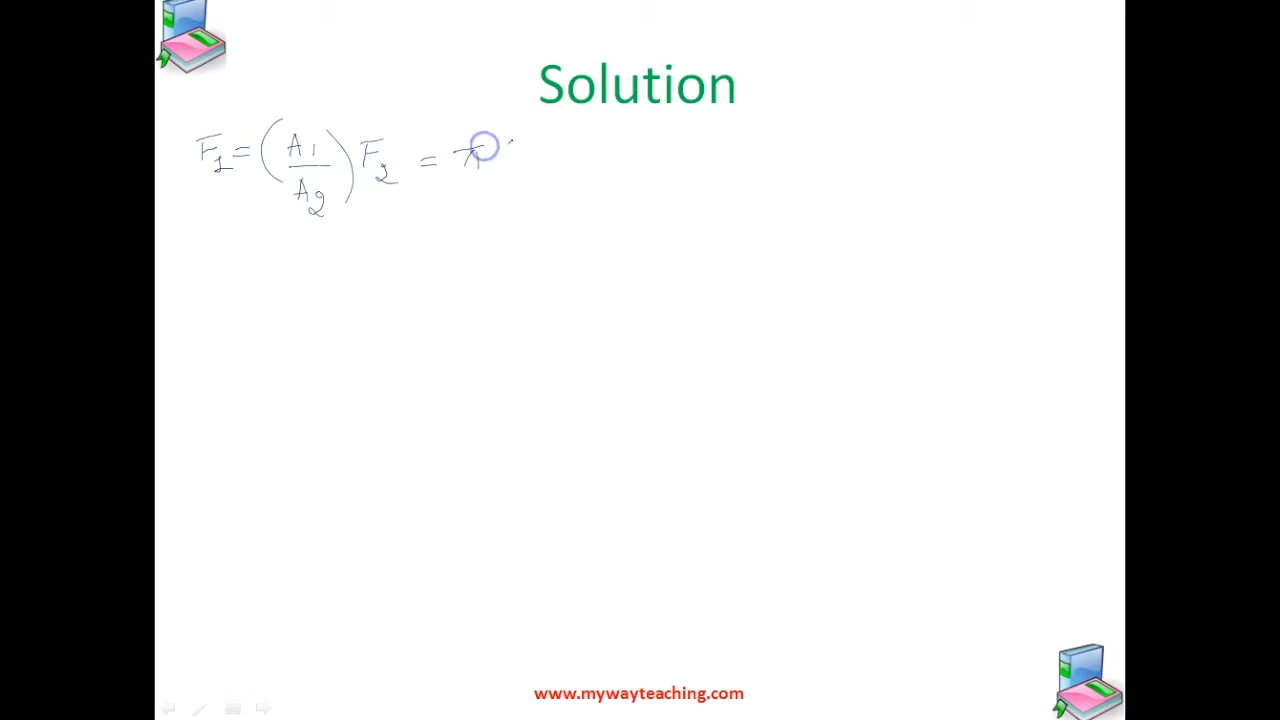 Solution
F₁ = (A₁/A₂) F₂ = π
www.mywayteaching.com